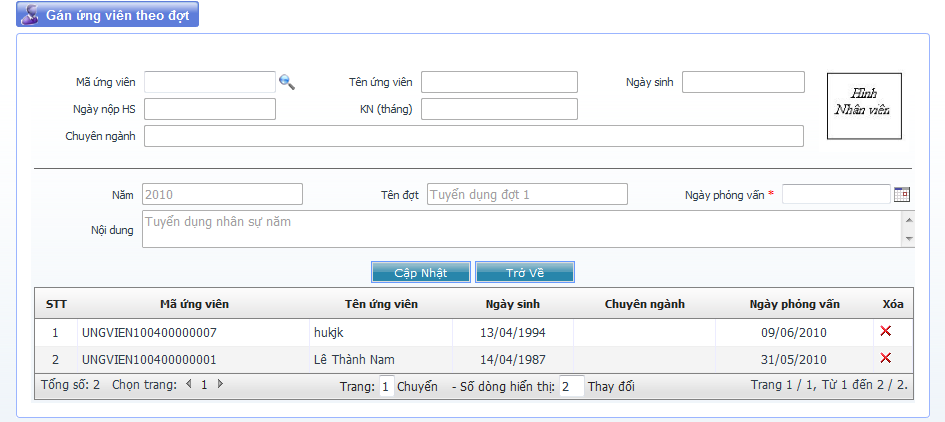 Gán ứng viên theo đợt
Mã ứng viên Tên ứng viên Ngày sinh
Hình
Nhân viên
Ngày nộp HS KN (tháng)
Chuyên ngành
Năm 2010 Tên đợt Tuyển dụng đợt 1 Ngày phóng vấn *
Nội dung Tuyển dụng nhân sự năm
Cập Nhật Trở Về
STT Mã ứng viên Tên ứng viên Ngày sinh Chuyên ngành Ngày phóng vấn Xóa
1 UNGVIEN100400000007 hukjk 13/04/1994 09/06/2010
2 UNGVIEN100400000001 Lê Thành Nam 14/04/1987 31/05/2010
Tổng số: 2 Chọn trang: 1 Trang: 1 Chuyển - Số dòng hiển thị: 2 Thay đổi Trang 1 / 1, Từ 1 đến 2 / 2.